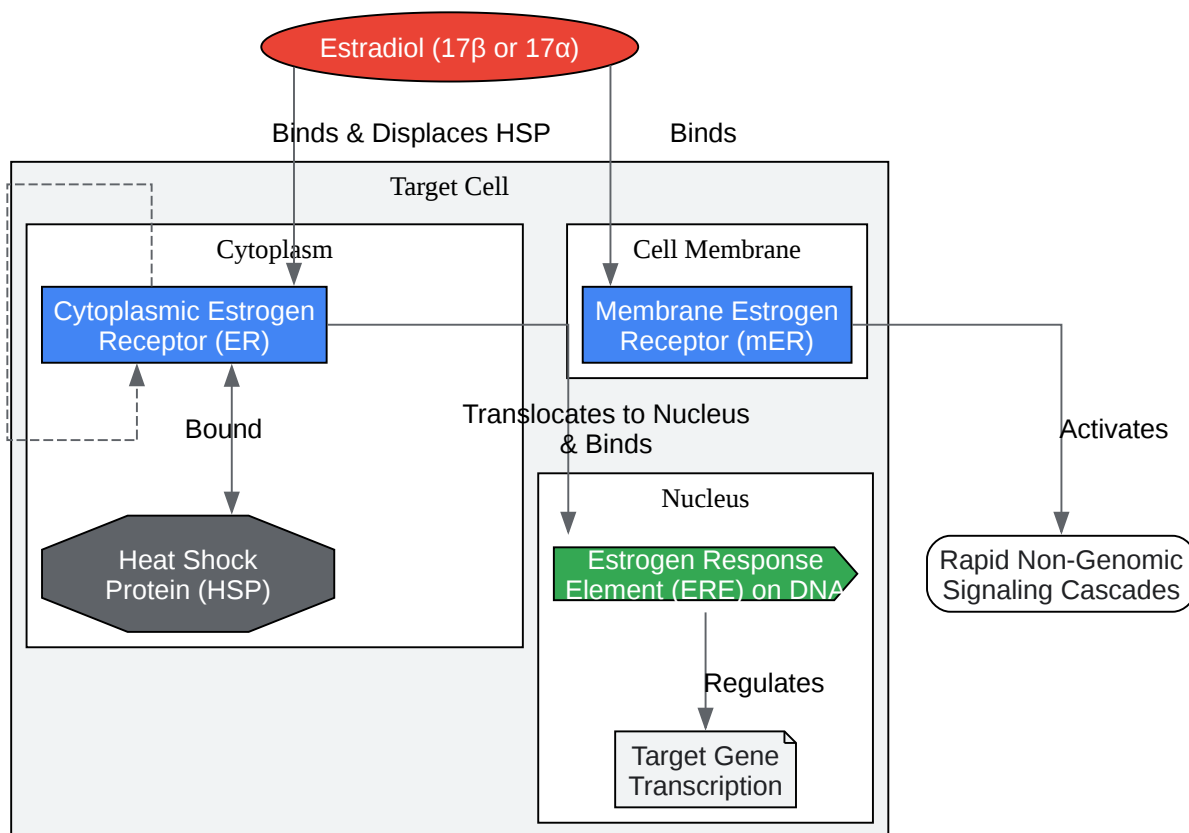 Estradiol (17β or 17α)
Binds & Displaces HSP
Binds
Target Cell
Cytoplasm
Cell Membrane
Cytoplasmic Estrogen
Receptor (ER)
Membrane Estrogen
Receptor (mER)
Bound
Translocates to Nucleus
& Binds
Activates
Nucleus
Heat Shock
Protein (HSP)
Estrogen Response
Element (ERE) on DNA
Rapid Non-Genomic
Signaling Cascades
Regulates
Target Gene
Transcription